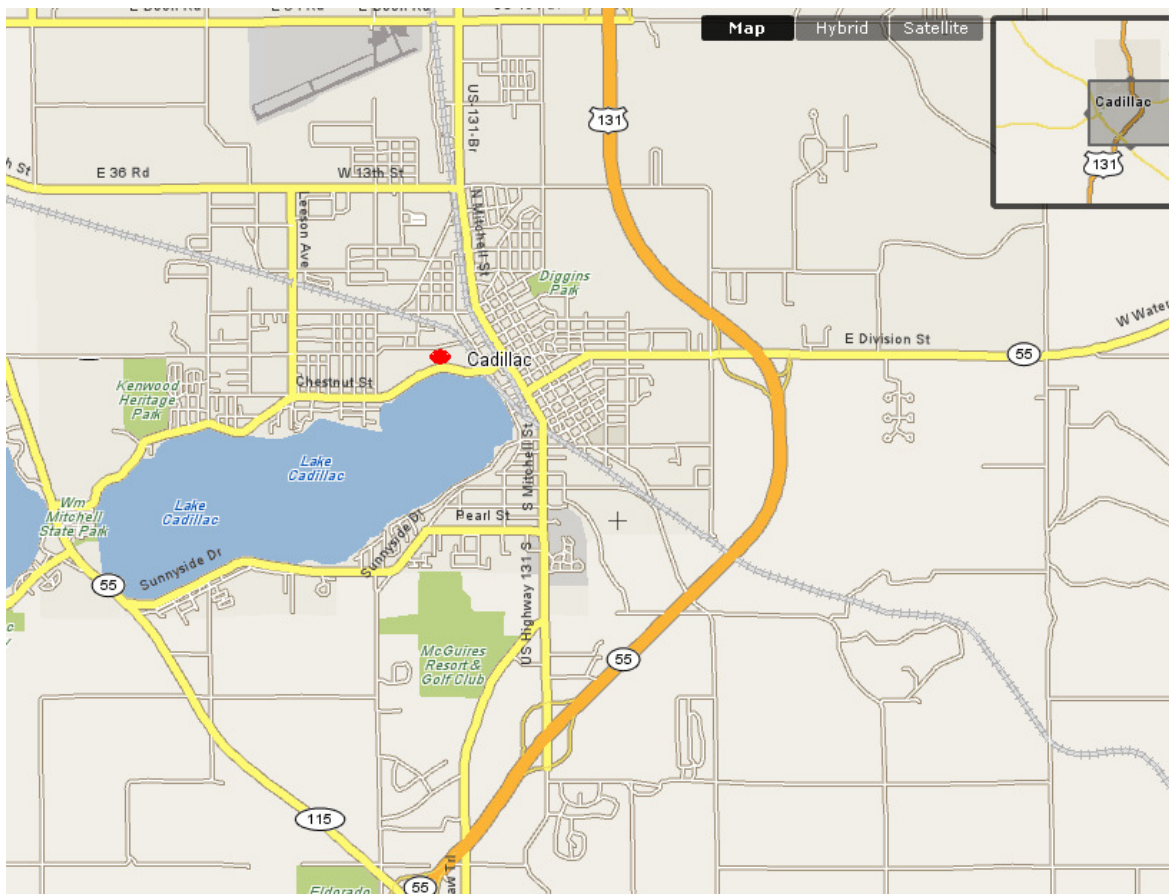 E Boon Rd
Map
Hybrid
Satellite
Cadillac
131
US-131-Br
131
E 36 Rd
W 13th St
Leeson Ave
N Mitchell St
Diggins
Park
W Water
E Division St
55
Cadillac
Chestnut St
Kenwood
Heritage
Park
Lake
Cadillac
Lake
Cadillac
S Mitchell St
Wm
Mitchell
State Park
Pearl St
Sunnyside Dr
Sunnyside Dr
55
US Highway 131 S
McGuires
Resort &
Golf Club
55
115
55
Eldorado